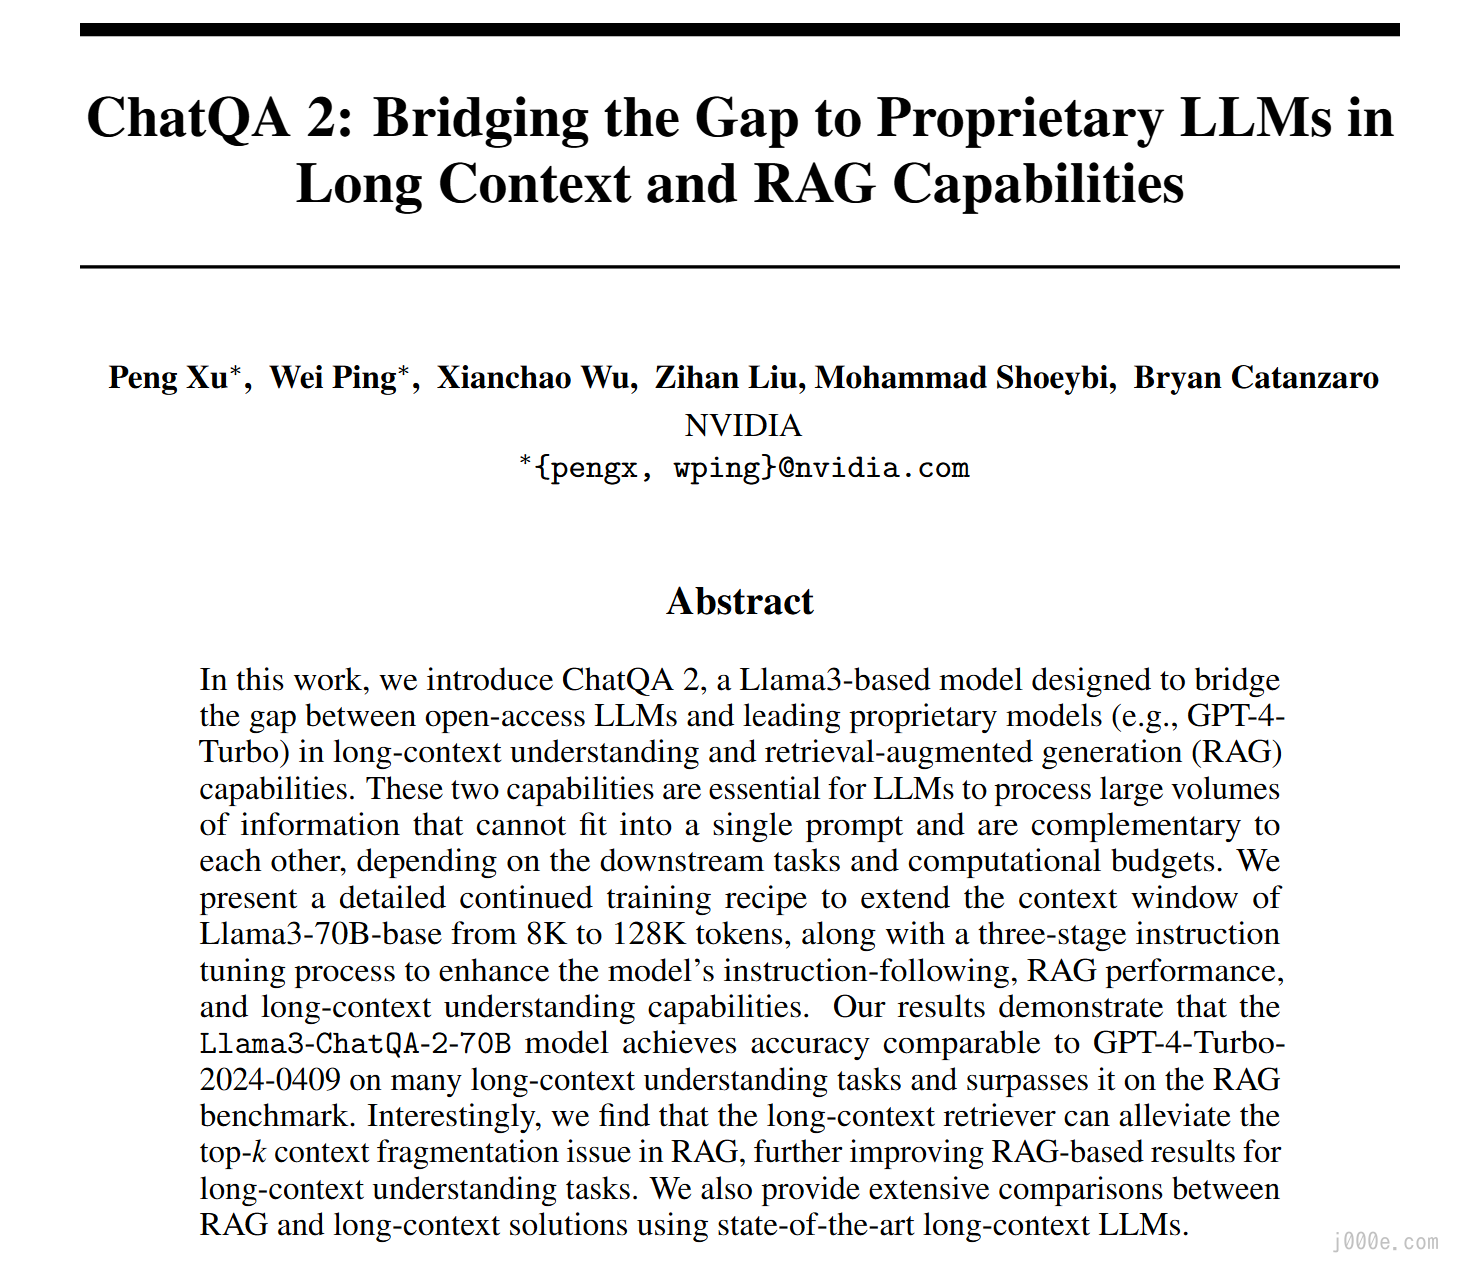 ChatQA 2: Bridging the Gap to Proprietary LLMs in
Long Context and RAG Capabilities
Peng Xu*, Wei Ping*, Xianchao Wu, Zihan Liu, Mohammad Shoeybi, Bryan Catanzaro
NVIDIA
*{pengx, wping}@nvidia.com
Abstract
In this work, we introduce ChatQA 2, a Llama3-based model designed to bridge
the gap between open-access LLMs and leading proprietary models (e.g., GPT-4-
Turbo) in long-context understanding and retrieval-augmented generation (RAG)
capabilities. These two capabilities are essential for LLMs to process large volumes
of information that cannot fit into a single prompt and are complementary to
each other, depending on the downstream tasks and computational budgets. We
present a detailed continued training recipe to extend the context window of
Llama3-70B-base from 8K to 128K tokens, along with a three-stage instruction
tuning process to enhance the model's instruction-following, RAG performance,
and long-context understanding capabilities. Our results demonstrate that the
Llama3-ChatQA-2-70B model achieves accuracy comparable to GPT-4-Turbo-
2024-0409 on many long-context understanding tasks and surpasses it on the RAG
benchmark. Interestingly, we find that the long-context retriever can alleviate the
top-k context fragmentation issue in RAG, further improving RAG-based results for
long-context understanding tasks. We also provide extensive comparisons between
RAG and long-context solutions using state-of-the-art long-context LLMs.
j000e.com